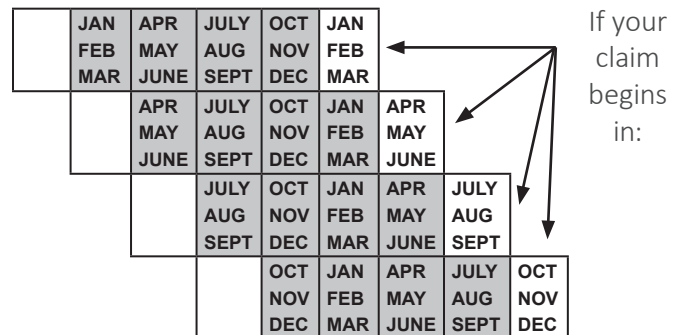 JAN APR JULY OCT JAN
FEB MAY AUG NOV FEB
MAR JUNE SEPT DEC MAR
APR JULY OCT JAN APR
MAY AUG NOV FEB MAY
JUNE SEPT DEC MAR JUNE
JULY OCT JAN APR JULY
AUG NOV FEB MAY AUG
SEPT DEC MAR JUNE SEPT
OCT JAN APR JULY OCT
NOV FEB MAY AUG NOV
DEC MAR JUNE SEPT DEC
If your
claim
begins
in: